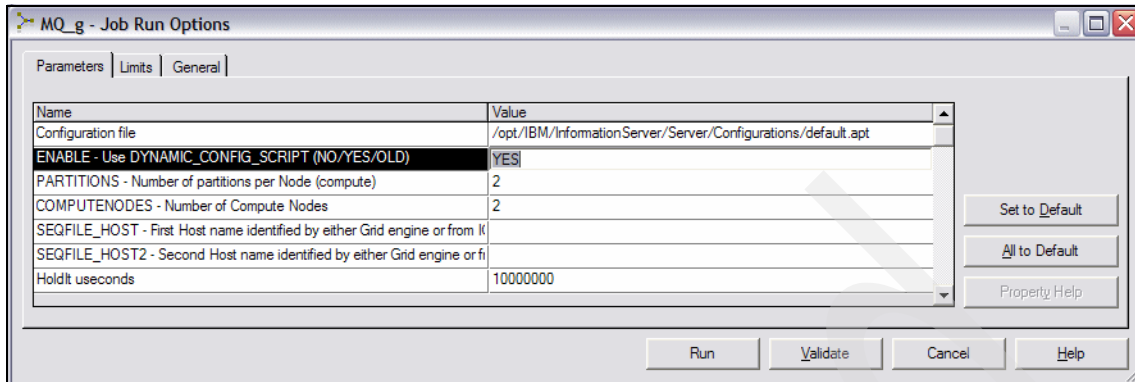 MQ_g - Job Run Options
Parameters Limits General
Name Value
Configuration file /opt/IBM/InformationServer/Server/Configurations/default.apt
ENABLE - Use DYNAMIC_CONFIG_SCRIPT (NO/YES/OLD) YES
PARTITIONS - Number of partitions per Node (compute) 2
COMPUTENODES - Number of Compute Nodes 2
SEQFILE_HOST - First Host name identified by either Grid engine or from
SEQFILE_HOST2 - Second Host name identified by either Grid engine or
HoldIt useconds 10000000
Set to Default
All to Default
Property Help
Run Validate Cancel Help